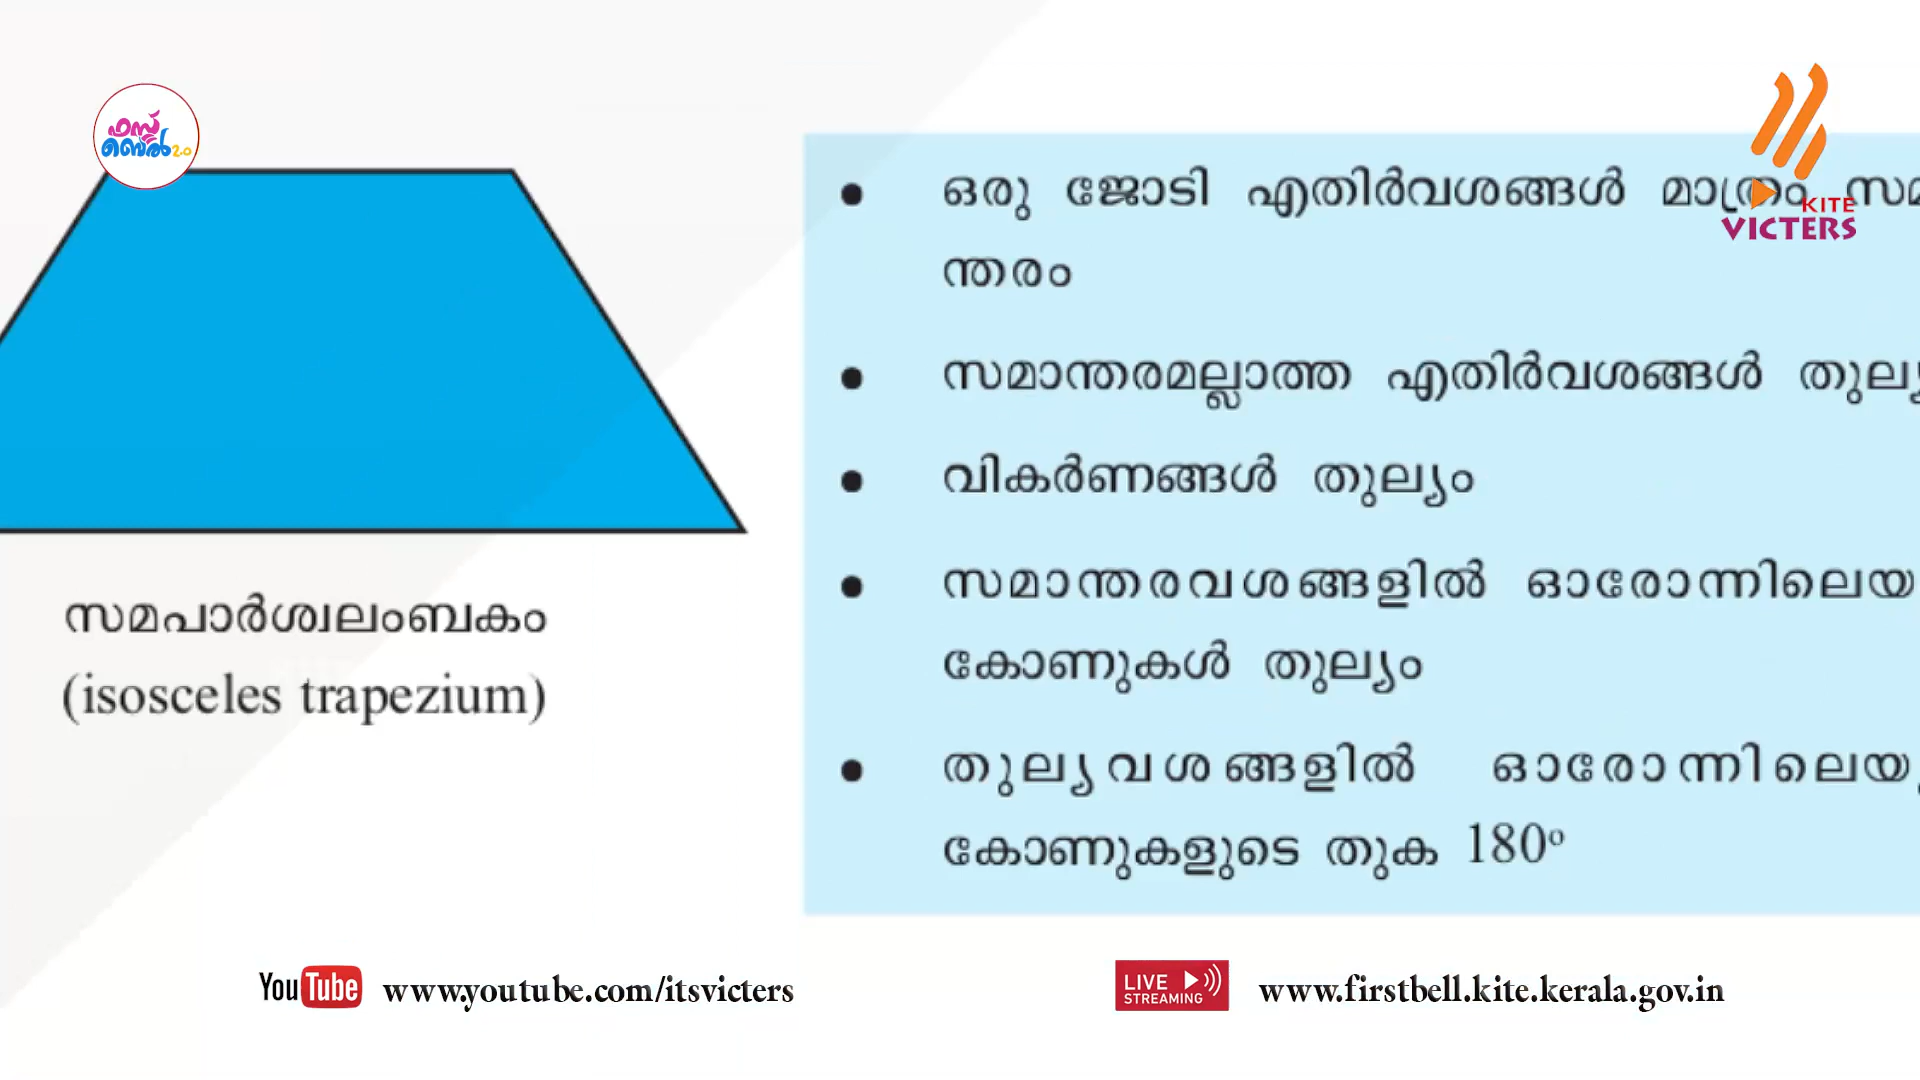 ഫസ്റ്റ്
ബെൽ 2.0
ഒരു ജോടി എതിർവശങ്ങൾ മാത്രം സമ
ന്തരം
സമാന്തരമല്ലാത്ത എതിർവശങ്ങൾ തുല്യ
വികർണങ്ങൾ തുല്യം
സമാന്തരവശങ്ങളിൽ ഓരോന്നിലെയ
കോണുകൾ തുല്യം
തുല്യവശങ്ങളിൽ ഓരോന്നിലെയു
കോണുകളുടെ തുക 180°
സമപാർശ്വലംബകം
(isosceles trapezium)
KITE
VICTERS
YouTube www.youtube.com/itsvicters
LIVE
STREAMING
www.firstbell.kite.kerala.gov.in